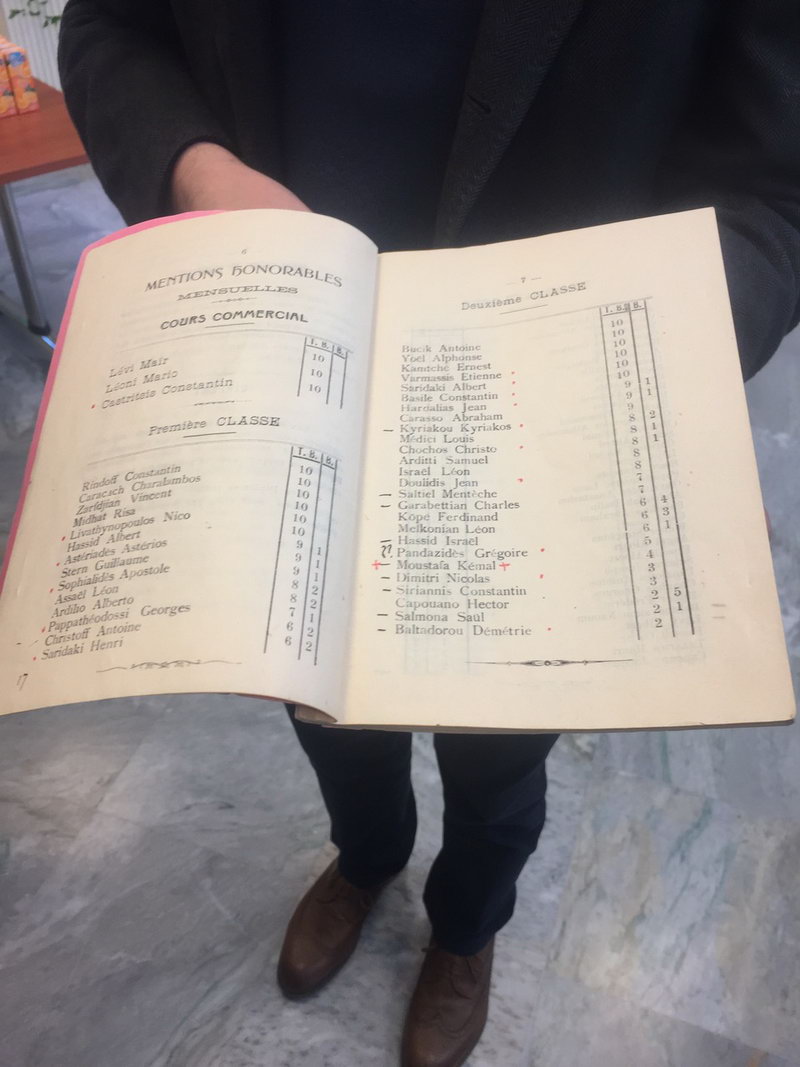 6
MENTIONS HONORABLES
MENSUELLES
COURS COMMERCIAL
T. B. B.
Lévi Maïr 10
Léoni Mario 10
Castriteis Constantin 10
Première CLASSE
T. B. B.
Rindoff Constantin 10
Caracach Charalambos 10
Zarifdjian Vincent 10
Midhat Risa 10
Livathynopoulos Nico 10
Hassid Albert 10
Astériadès Astérios 9 1
Stern Guillaume 9 1
Sophialidès Apostole 9 1
Assaël Léon 8 2
Ardilio Alberto 8 2
Pappathéodossi Georges 7 1
Christoff Antoine 6 2
Saridaki Henri 6 2
17
— 7 —
Deuxième CLASSE
T. B. B.
Bucik Antoine 10
Yoël Alphonse 10
Kamtché Ernest 10
Varmassis Etienne 10
Saridaki Albert 10
Basile Constantin 10
Hardalias Jean 9 1
Carasso Abraham 9 1
Kyriakou Kyriakos 9
Médici Louis 8 2
Chochos Christo 8 1
Arditti Samuel 8 1
Israël Léon 8
Doulidis Jean 8
Saltiel Mentèche 7
Garabettian Charles 7
Kope Ferdinand 6 4
Melkonian Léon 6 3
Hassid Israël 6 1
?? Pandazidès Grégoire 5
Moustafa Kémal 4
Dimitri Nicolas 3
Siriannis Constantin 3
Capouano Hector 2 5
Salmona Saül 2 1
Baltadorou Démétrie 2